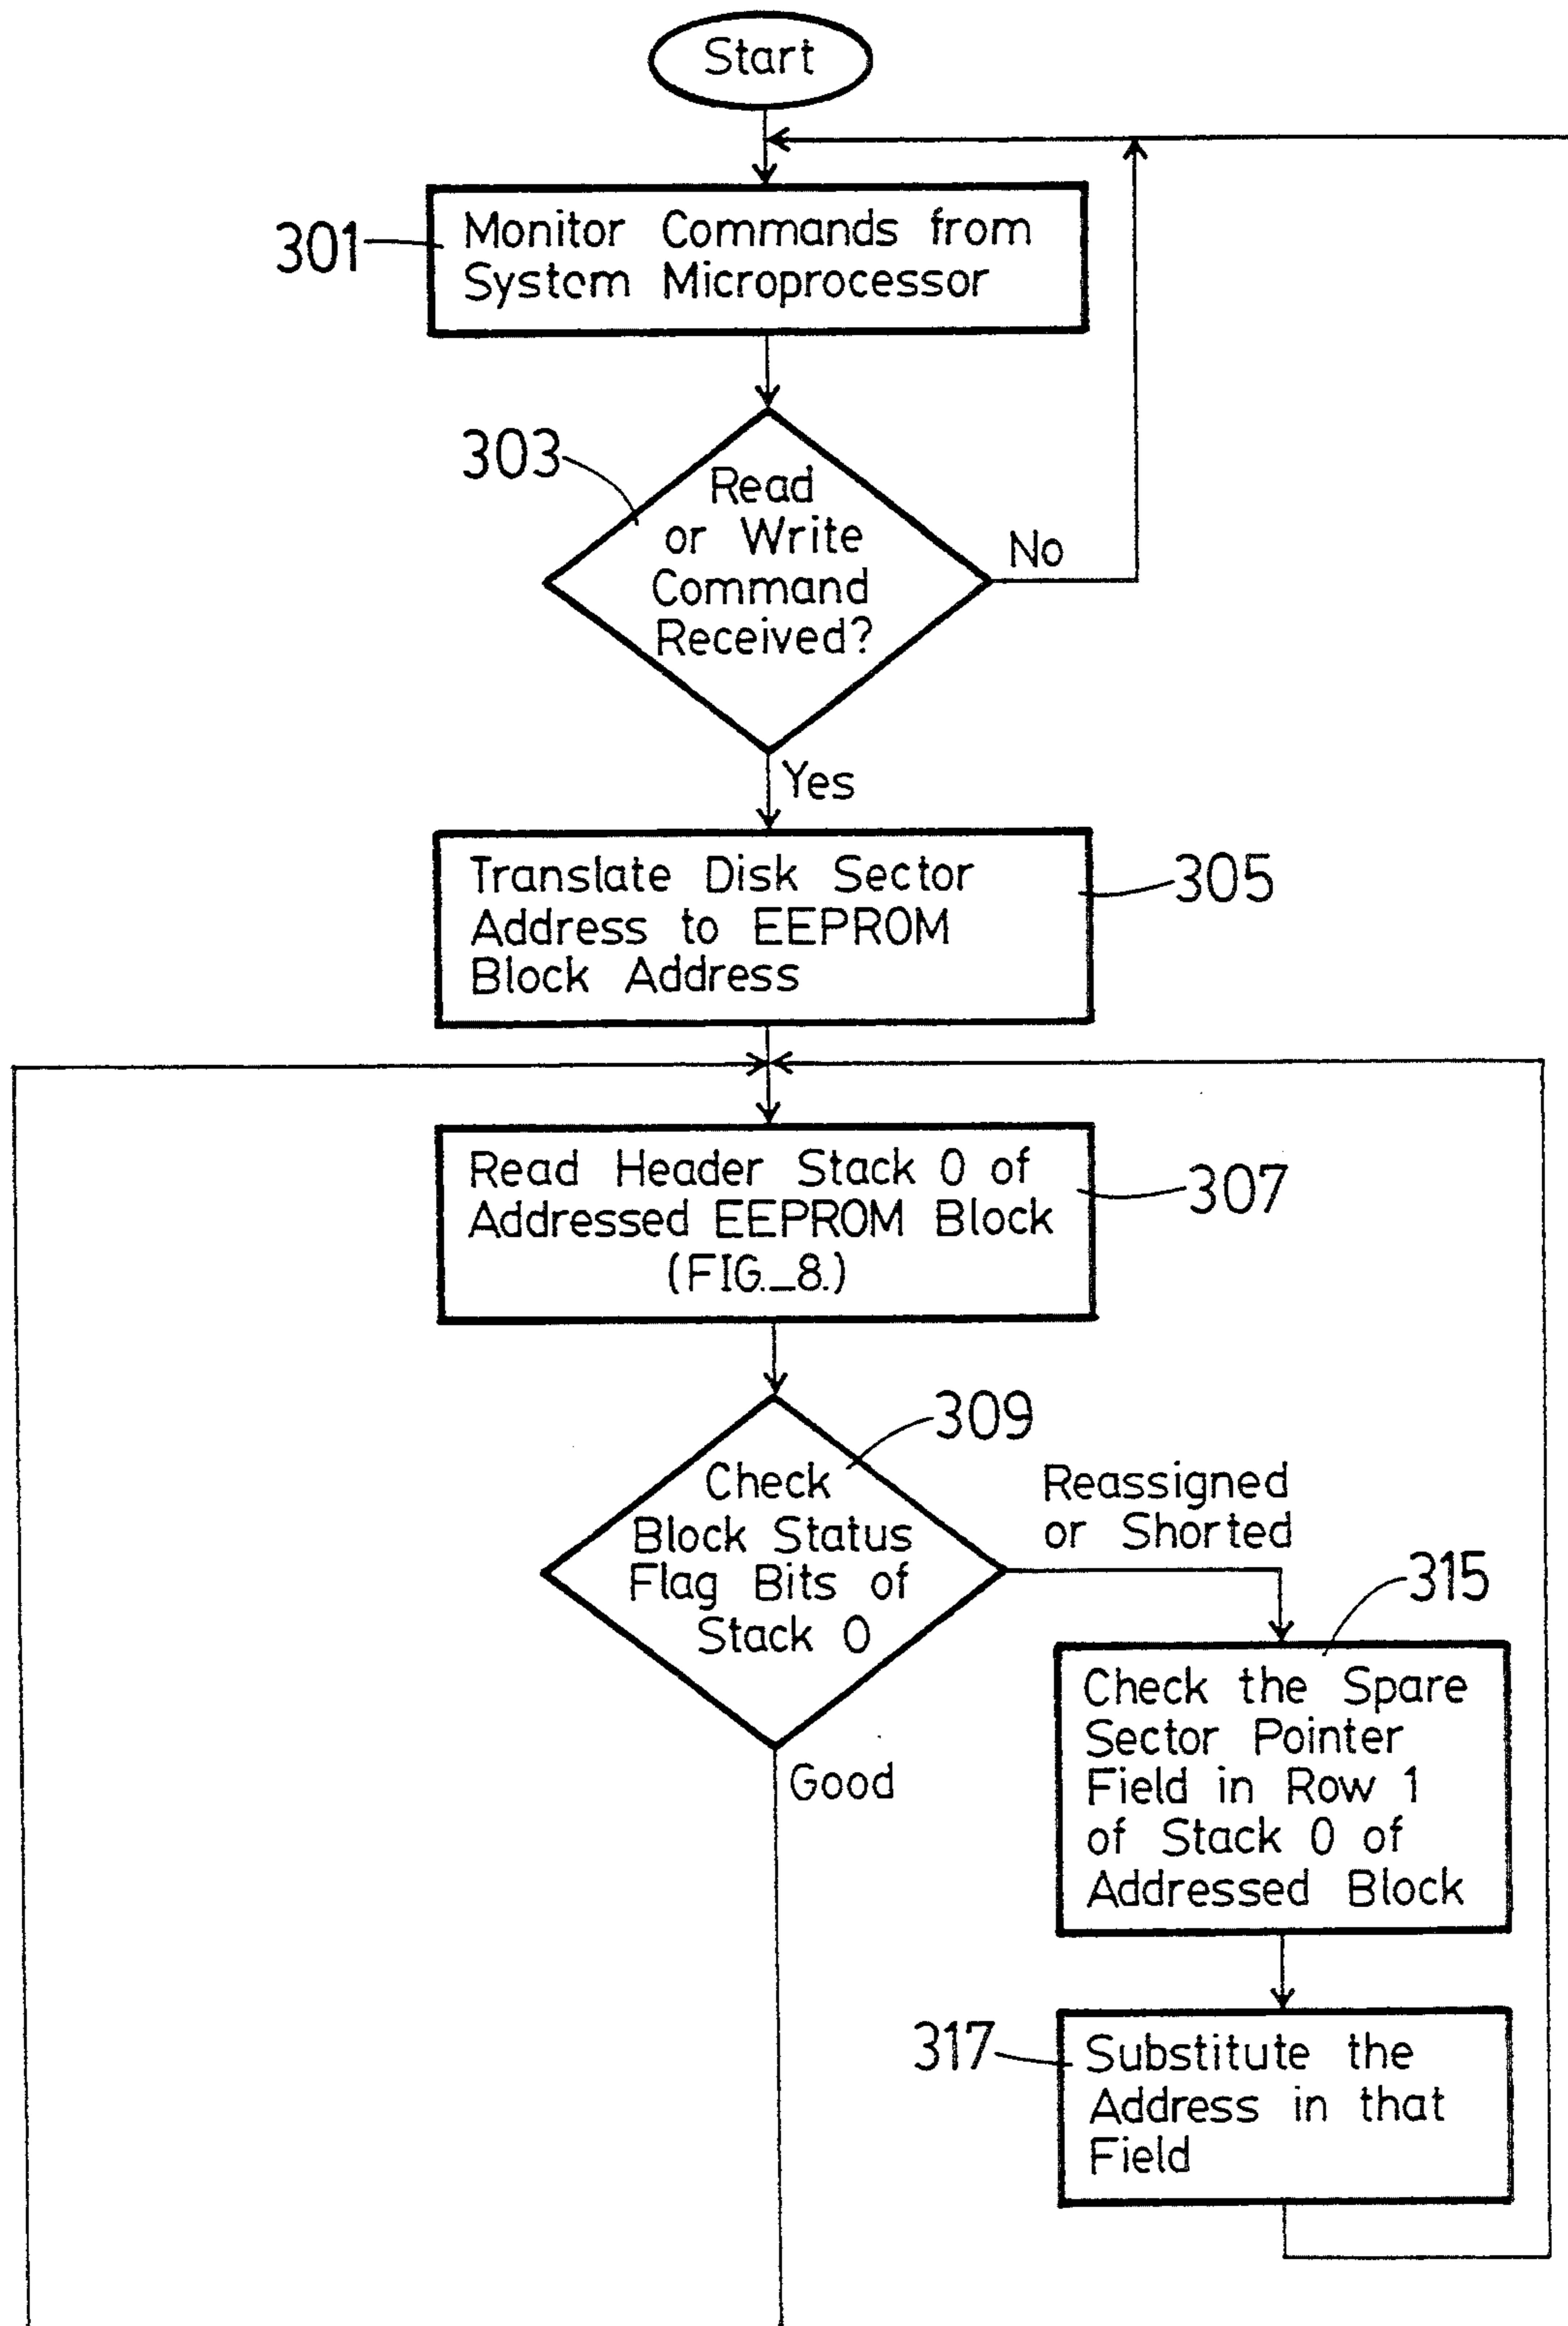 Start
301
Monitor Commands from
System Microprocessor
303
Read
or Write
Command
Received?
No
Yes
Translate Disk Sector
Address to EEPROM
Block Address
305
Read Header Stack 0 of
Addressed EEPROM Block
(FIG._8.)
307
309
Check
Block Status
Flag Bits of
Stack 0
Reassigned
or Shorted
Good
315
Check the Spare
Sector Pointer
Field in Row 1
of Stack 0 of
Addressed Block
317
Substitute the
Address in that
Field